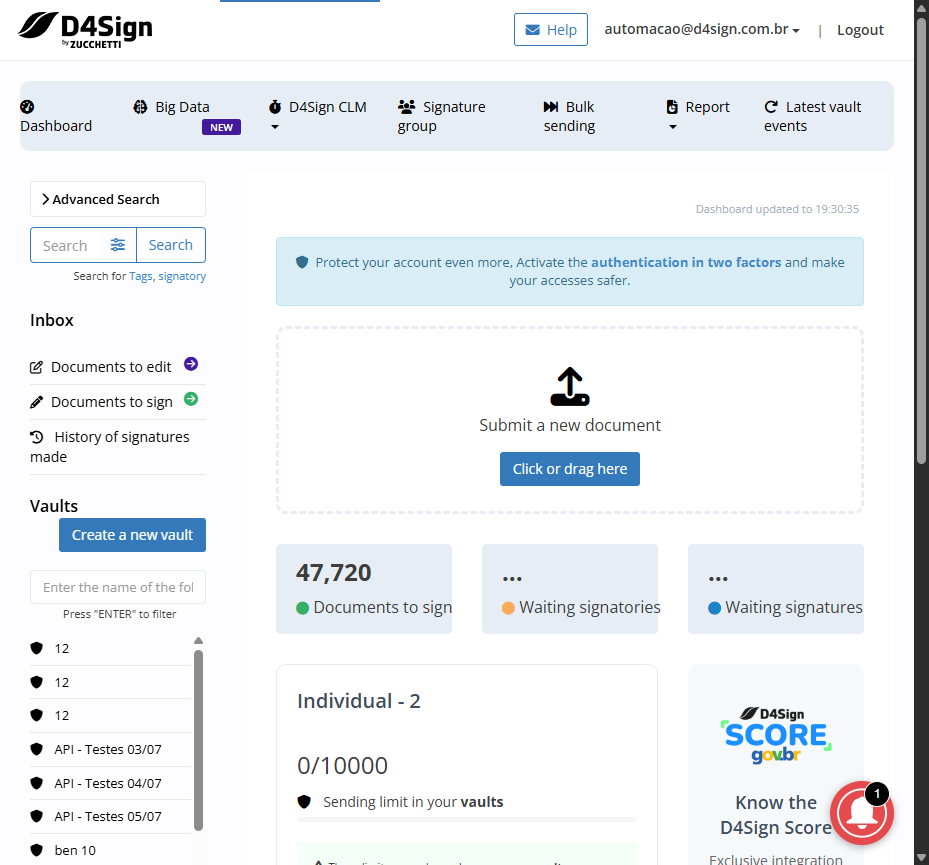 D4Sign
by ZUCCHETTI
Help
automacao@d4sign.com.br
|
Logout
Dashboard
Big Data
NEW
D4Sign CLM
Signature
group
Bulk
sending
Report
Latest vault
events
Advanced Search
Search
Search
Search for Tags, signatory
Inbox
Documents to edit
Documents to sign
History of signatures
made
Vaults
Create a new vault
Enter the name of the fol
Press "ENTER" to filter
12
12
12
API - Testes 03/07
API - Testes 04/07
API - Testes 05/07
ben 10
Dashboard updated to 19:30:35
Protect your account even more, Activate the authentication in two factors and make
your accesses safer.
Submit a new document
Click or drag here
47,720
Documents to sign
...
Waiting signatories
...
Waiting signatures
Individual - 2
0/10000
Sending limit in your vaults
D4Sign
SCORE
gov.br
Know the
D4Sign Score
Exclusive integration
1